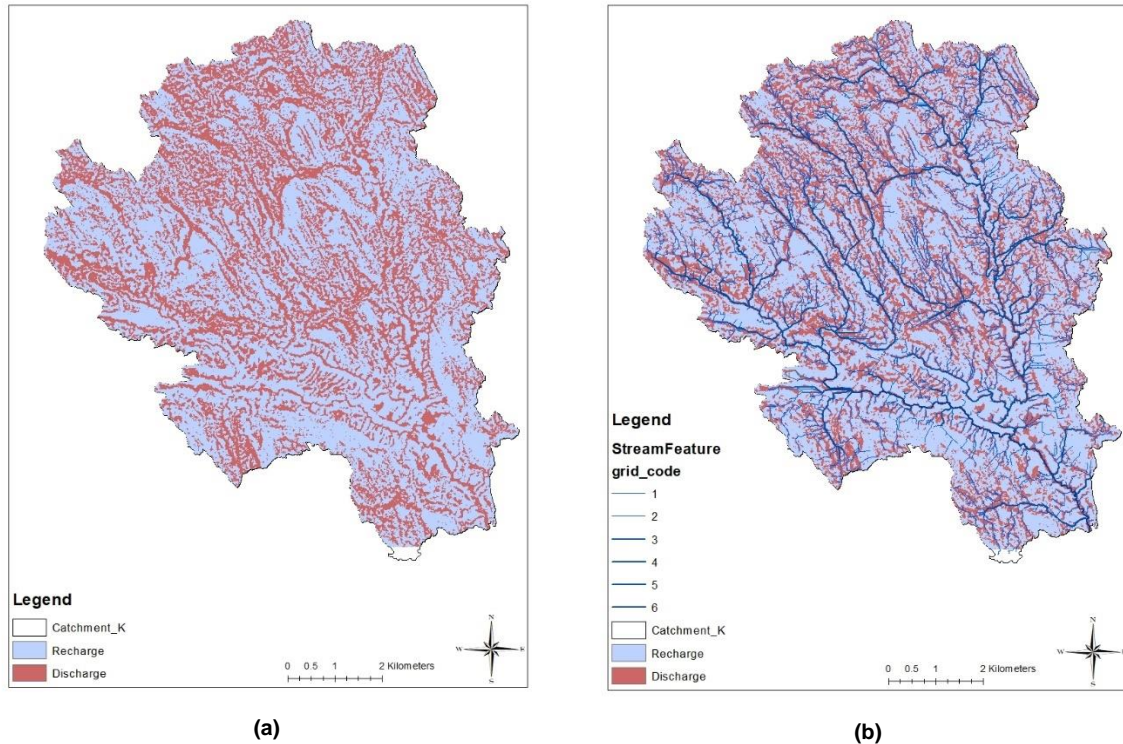 Legend
Catchment_K
Recharge
Discharge
0 0.5 1 2 Kilometers
N
W
E
S
(a)
Legend
StreamFeature
grid_code
1
2
3
4
5
6
Catchment_K
Recharge
Discharge
0 0.5 1 2 Kilometers
N
W
S
(b)